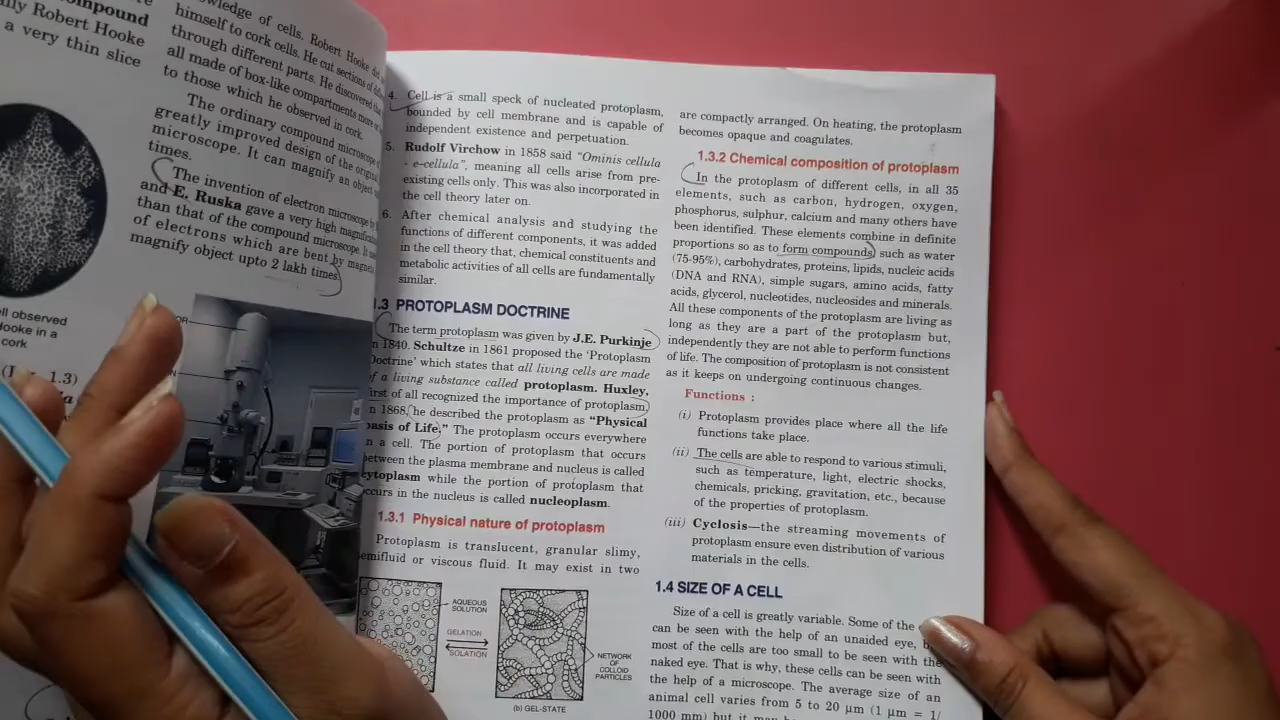 ompound
lly Robert Hooke
a very thin slice
ell observed
ooke in a
cork
wledge of cells. Robert Hooke did
himself to cork cells. He cut sections of
through different parts. He discovered
all made of box-like compartments more or
to those which he observed in cork.
The ordinary compound microscope
greatly improved design of the original
microscope. It can magnify an object
times.
The invention of electron microscope by
and E. Ruska gave a very high magnification
than that of the compound microscope. It
of electrons which are bent by
magnify object upto 2 lakh times.
4. Cell is a small speck of nucleated protoplasm,
bounded by cell membrane and is capable of
independent existence and perpetuation.
5. Rudolf Virchow in 1858 said "Ominis cellula
- e-cellula", meaning all cells arise from pre-
existing cells only. This was also incorporated in
the cell theory later on.
6. After chemical analysis and studying the
functions of different components, it was added
in the cell theory that, chemical constituents and
metabolic activities of all cells are fundamentally
similar.
1.3 PROTOPLASM DOCTRINE
The term protoplasm was given by J.E. Purkinje
n 1840. Schultze in 1861 proposed the 'Protoplasm
Doctrine' which states that all living cells are made
of a living substance called protoplasm. Huxley,
first of all recognized the importance of protoplasm,
n 1868, he described the protoplasm as "Physical
basis of Life." The protoplasm occurs everywhere
n a cell. The portion of protoplasm that occurs
between the plasma membrane and nucleus is called
cytoplasm while the portion of protoplasm that
occurs in the nucleus is called nucleoplasm.
1.3.1 Physical nature of protoplasm
Protoplasm is translucent, granular slimy,
semifluid or viscous fluid. It may exist in two
AQUEOUS
SOLUTION
GELATION
SOLATION
NETWORK
OF
COLLOID
PARTICLES
(b) GEL-STATE
are compactly arranged. On heating, the protoplasm
becomes opaque and coagulates.
1.3.2 Chemical composition of protoplasm
In the protoplasm of different cells, in all 35
elements, such as carbon, hydrogen, oxygen,
phosphorus, sulphur, calcium and many others have
been identified. These elements combine in definite
proportions so as to form compounds, such as water
(75-95%), carbohydrates, proteins, lipids, nucleic acids
(DNA and RNA), simple sugars, amino acids, fatty
acids, glycerol, nucleotides, nucleosides and minerals.
All these components of the protoplasm are living as
long as they are a part of the protoplasm but,
independently they are not able to perform functions
of life. The composition of protoplasm is not consistent
as it keeps on undergoing continuous changes.
Functions :
(i) Protoplasm provides place where all the life
functions take place.
(ii) The cells are able to respond to various stimuli,
such as temperature, light, electric shocks,
chemicals, pricking, gravitation, etc., because
of the properties of protoplasm.
(iii) Cyclosis—the streaming movements of
protoplasm ensure even distribution of various
materials in the cells.
1.4 SIZE OF A CELL
Size of a cell is greatly variable. Some of the
can be seen with the help of an unaided eye,
most of the cells are too small to be seen with the
naked eye. That is why, these cells can be seen with
the help of a microscope. The average size of an
animal cell varies from 5 to 20 µm (1 µm = 1/
1000 mm) but it may